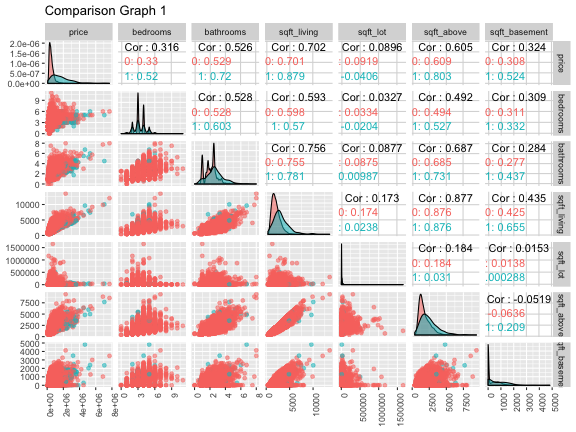 Comparison Graph 1
price bedrooms bathrooms sqft_living sqft_lot sqft_above sqft_basement
2.0e-06 Cor : 0.316 Cor : 0.526 Cor : 0.702 Cor : 0.0896 Cor : 0.605 Cor : 0.324 price
1.5e-06 0: 0.33 0: 0.529 0: 0.701 : 0.0919 0: 0.609 0: 0.308
1.0e-06
5.0e-07 1: 0.52 1: 0.72 1: 0.879 -0.0406 1: 0.803 1: 0.524
0.0e+00
9 Cor : 0.528 Cor : 0.593 Cor : 0.0327 Cor : 0.492 Cor : 0.309 bedrooms
6 0: 0.528 0: 0.598 : 0.0334 0: 0.494 0: 0.311
3 1: 0.603 1: 0.57 -0.0204 1: 0.527 1: 0.332
0
8 Cor : 0.756 Cor : 0.0877 Cor : 0.687 Cor : 0.284 bathrooms
6 0: 0.755 : 0.0875 0: 0.685 0: 0.277
4
2 1: 0.781 0.00987 1: 0.731 1: 0.437
0
10000 Cor : 0.173 Cor : 0.877 Cor : 0.435 sqft_living
5000 0: 0.174 0: 0.876 0: 0.425
0 : 0.0238 1: 0.876 1: 0.655
1500000 Cor : 0.184 Cor : 0.0153 sqft_lot
1000000 0: 0.184 : 0.0138
500000 1: 0.031 .000288
0
7500 Cor : -0.0519 sqft_above
5000 -0.0636
2500 1: 0.209
0
5000 qft_baseme
4000
3000
2000
1000
0
0e+00 2e+06 4e+06 6e+06 8e+06 0 3 6 9 0 2 4 6 8 0 5000 10000 0 500000 1000000 1500000 0 2500 5000 7500 0 1000 2000 3000 4000 5000